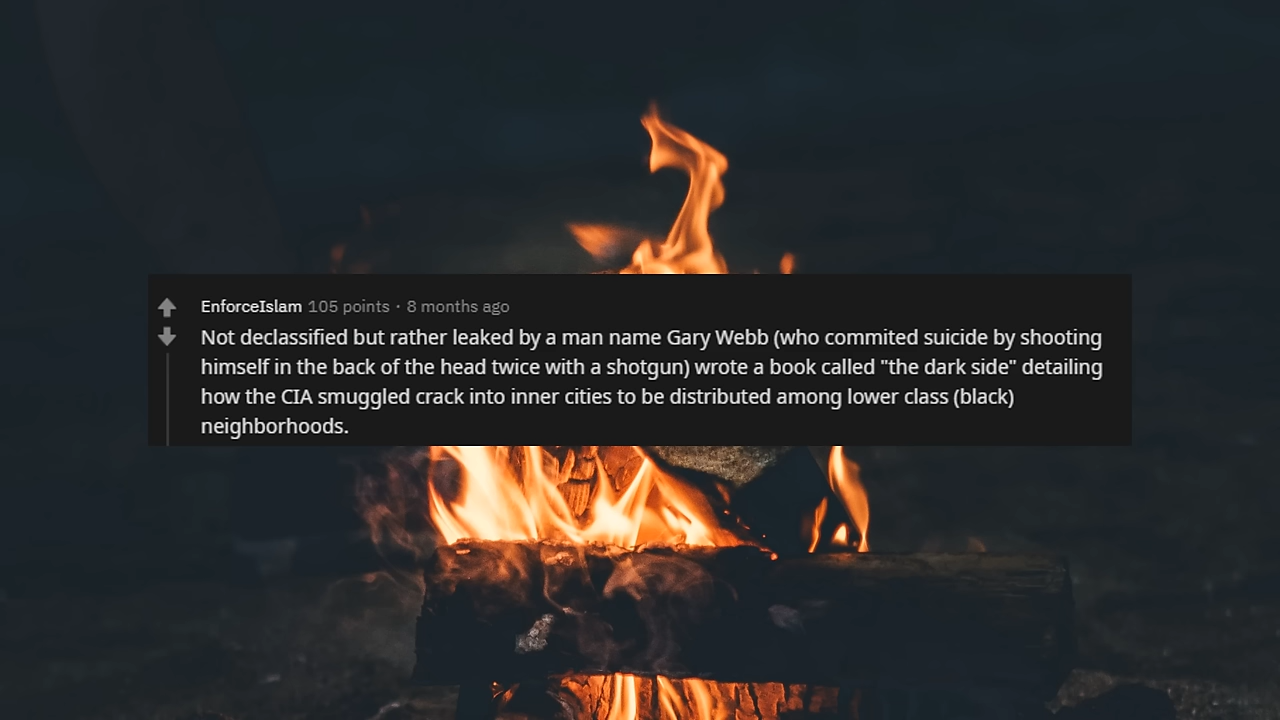 EnforceIslam 105 points · 8 months ago
Not declassified but rather leaked by a man name Gary Webb (who commited suicide by shooting
himself in the back of the head twice with a shotgun) wrote a book called "the dark side" detailing
how the CIA smuggled crack into inner cities to be distributed among lower class (black)
neighborhoods.